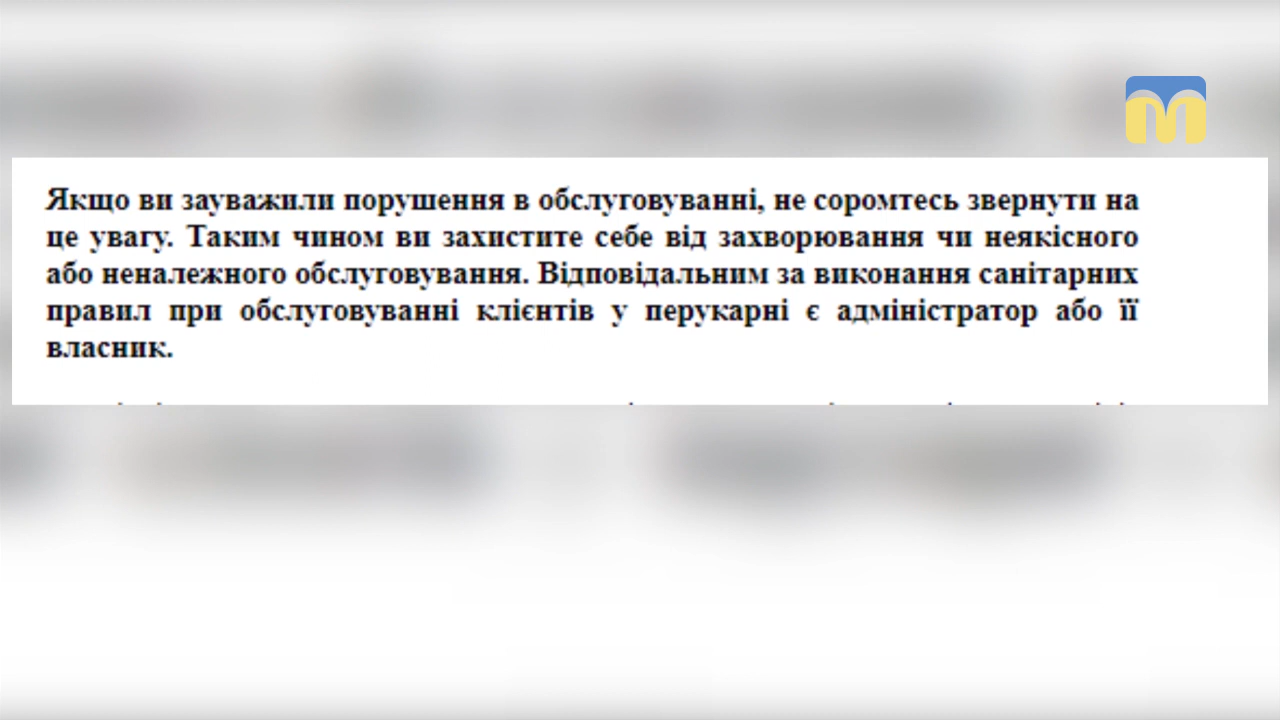 Якщо ви зауважили порушення в обслуговуванні, не соромтесь звернути на
це увагу. Таким чином ви захистите себе від захворювання чи неякісного
або неналежного обслуговування. Відповідальним за виконання санітарних
правил при обслуговуванні клієнтів у перукарні є адміністратор або її
власник.